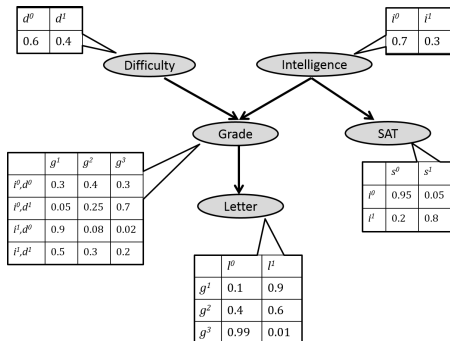 d⁰ d¹
0.6 0.4
i⁰ i¹
0.7 0.3
Difficulty
Intelligence
Grade
SAT
g¹ g² g³
i⁰,d⁰ 0.3 0.4 0.3
i⁰,d¹ 0.05 0.25 0.7
i¹,d⁰ 0.9 0.08 0.02
i¹,d¹ 0.5 0.3 0.2
s⁰ s¹
i⁰ 0.95 0.05
i¹ 0.2 0.8
Letter
l⁰ l¹
g¹ 0.1 0.9
g² 0.4 0.6
g³ 0.99 0.01